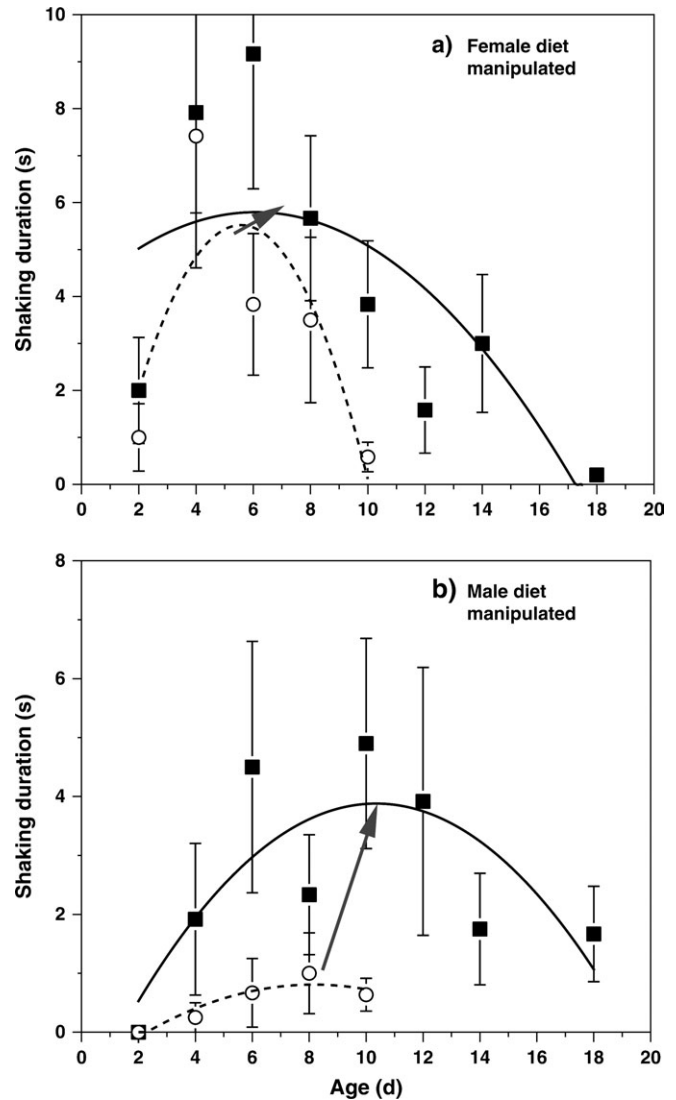 10
8
6
4
2
0
Shaking duration (s)
a) Female diet
manipulated
0 2 4 6 8 10 12 14 16 18 20
8
6
4
2
0
Shaking duration (s)
b) Male diet
manipulated
0 2 4 6 8 10 12 14 16 18 20
Age (d)